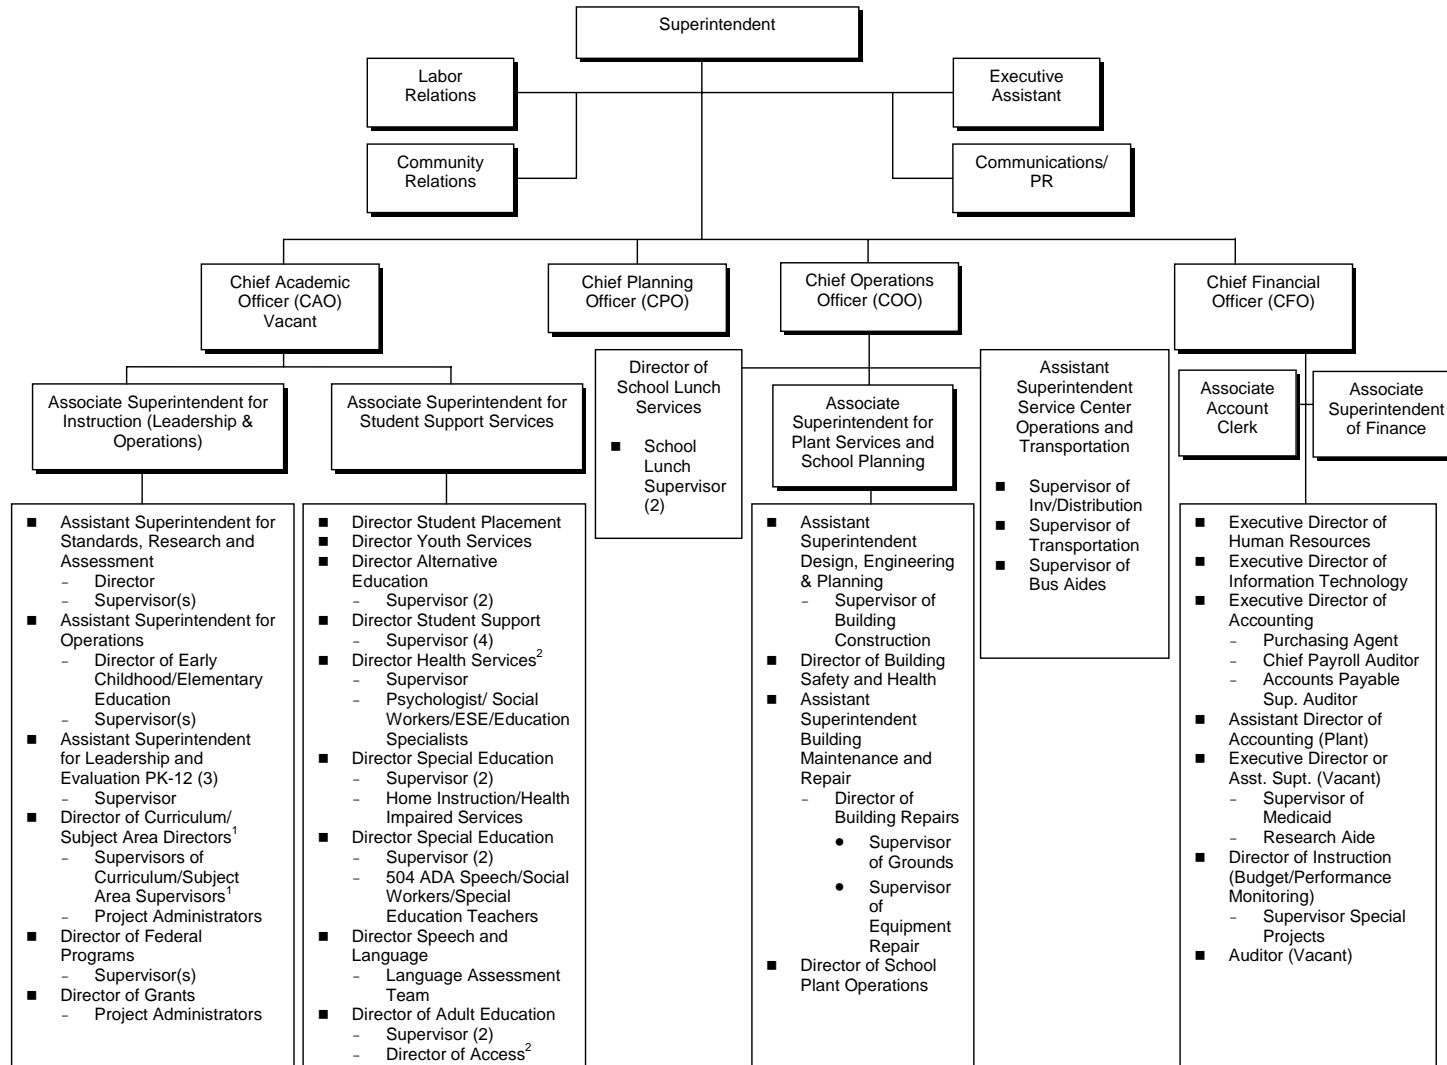 Superintendent
Labor
Relations
Executive
Assistant
Community
Relations
Communications/
PR
Chief Academic
Officer (CAO)
Vacant
Chief Planning
Officer (CPO)
Chief Operations
Officer (COO)
Chief Financial
Officer (CFO)
Associate Superintendent for
Instruction (Leadership &
Operations)
Associate Superintendent for
Student Support Services
Director of
School Lunch
Services
■ School
Lunch
Supervisor
(2)
Associate
Superintendent for
Plant Services and
School Planning
Assistant
Superintendent
Service Center
Operations and
Transportation
■ Supervisor of
Inv/Distribution
■ Supervisor of
Transportation
■ Supervisor of
Bus Aides
Associate
Account
Clerk
Associate
Superintendent
of Finance
■ Assistant Superintendent for
Standards, Research and
Assessment
– Director
– Supervisor(s)
■ Assistant Superintendent for
Operations
– Director of Early
Childhood/Elementary
Education
– Supervisor(s)
■ Assistant Superintendent
for Leadership and
Evaluation PK-12 (3)
– Supervisor
■ Director of Curriculum/
Subject Area Directors¹
– Supervisors of
Curriculum/Subject
Area Supervisors¹
– Project Administrators
■ Director of Federal
Programs
– Supervisor(s)
■ Director of Grants
– Project Administrators
■ Director Student Placement
■ Director Youth Services
■ Director Alternative
Education
– Supervisor (2)
■ Director Student Support
– Supervisor (4)
■ Director Health Services²
– Supervisor
– Psychologist/ Social
Workers/ESE/Education
Specialists
■ Director Special Education
– Supervisor (2)
– Home Instruction/Health
Impaired Services
■ Director Special Education
– Supervisor (2)
– 504 ADA Speech/Social
Workers/Special
Education Teachers
■ Director Speech and
Language
– Language Assessment
Team
■ Director of Adult Education
– Supervisor (2)
– Director of Access²
■ Assistant
Superintendent
Design, Engineering
& Planning
– Supervisor of
Building
Construction
■ Director of Building
Safety and Health
■ Assistant
Superintendent
Building
Maintenance and
Repair
– Director of
Building Repairs
● Supervisor
of Grounds
● Supervisor
of
Equipment
Repair
■ Director of School
Plant Operations
■ Executive Director of
Human Resources
■ Executive Director of
Information Technology
■ Executive Director of
Accounting
– Purchasing Agent
– Chief Payroll Auditor
– Accounts Payable
Sup. Auditor
■ Assistant Director of
Accounting (Plant)
■ Executive Director or
Asst. Supt. (Vacant)
– Supervisor of
Medicaid
– Research Aide
■ Director of Instruction
(Budget/Performance
Monitoring)
– Supervisor Special
Projects
■ Auditor (Vacant)